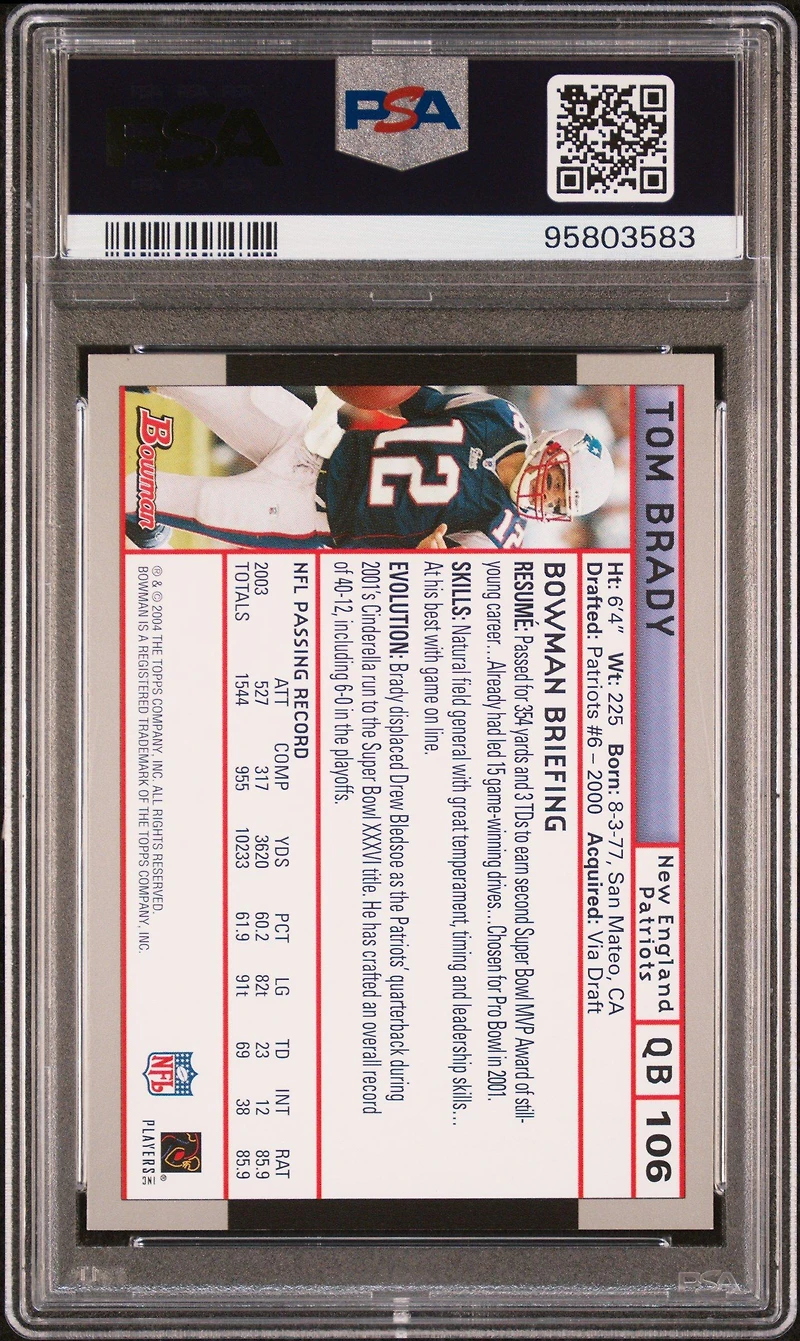 PSA
PSA
95803583
TOM BRADY
New England
Patriots
QB
106
Ht: 6'4" Wt: 225 Born: 8-3-77, San Mateo, CA
Drafted: Patriots #6 – 2000 Acquired: Via Draft
BOWMAN BRIEFING
RESUMÉ: Passed for 354 yards and 3 TDs to earn second Super Bowl MVP Award of still-
young career... Already had led 15 game-winning drives... Chosen for Pro Bowl in 2001.
SKILLS: Natural field general with great temperament, timing and leadership skills...
At his best with game on line.
EVOLUTION: Brady displaced Drew Bledsoe as the Patriots' quarterback during
2001's Cinderella run to the Super Bowl XXXVI title. He has crafted an overall record
of 40-12, including 6-0 in the playoffs.
NFL PASSING RECORD
ATT COMP YDS PCT LG TD INT RAT
2003 527 317 3620 60.2 82t 23 12 85.9
TOTALS 1544 955 10233 61.9 91t 69 38 85.9
® & © 2004 THE TOPPS COMPANY, INC. ALL RIGHTS RESERVED.
BOWMAN IS A REGISTERED TRADEMARK OF THE TOPPS COMPANY, INC.
12
12
Bowman
NFL
PLAYERS INC
®
PSA